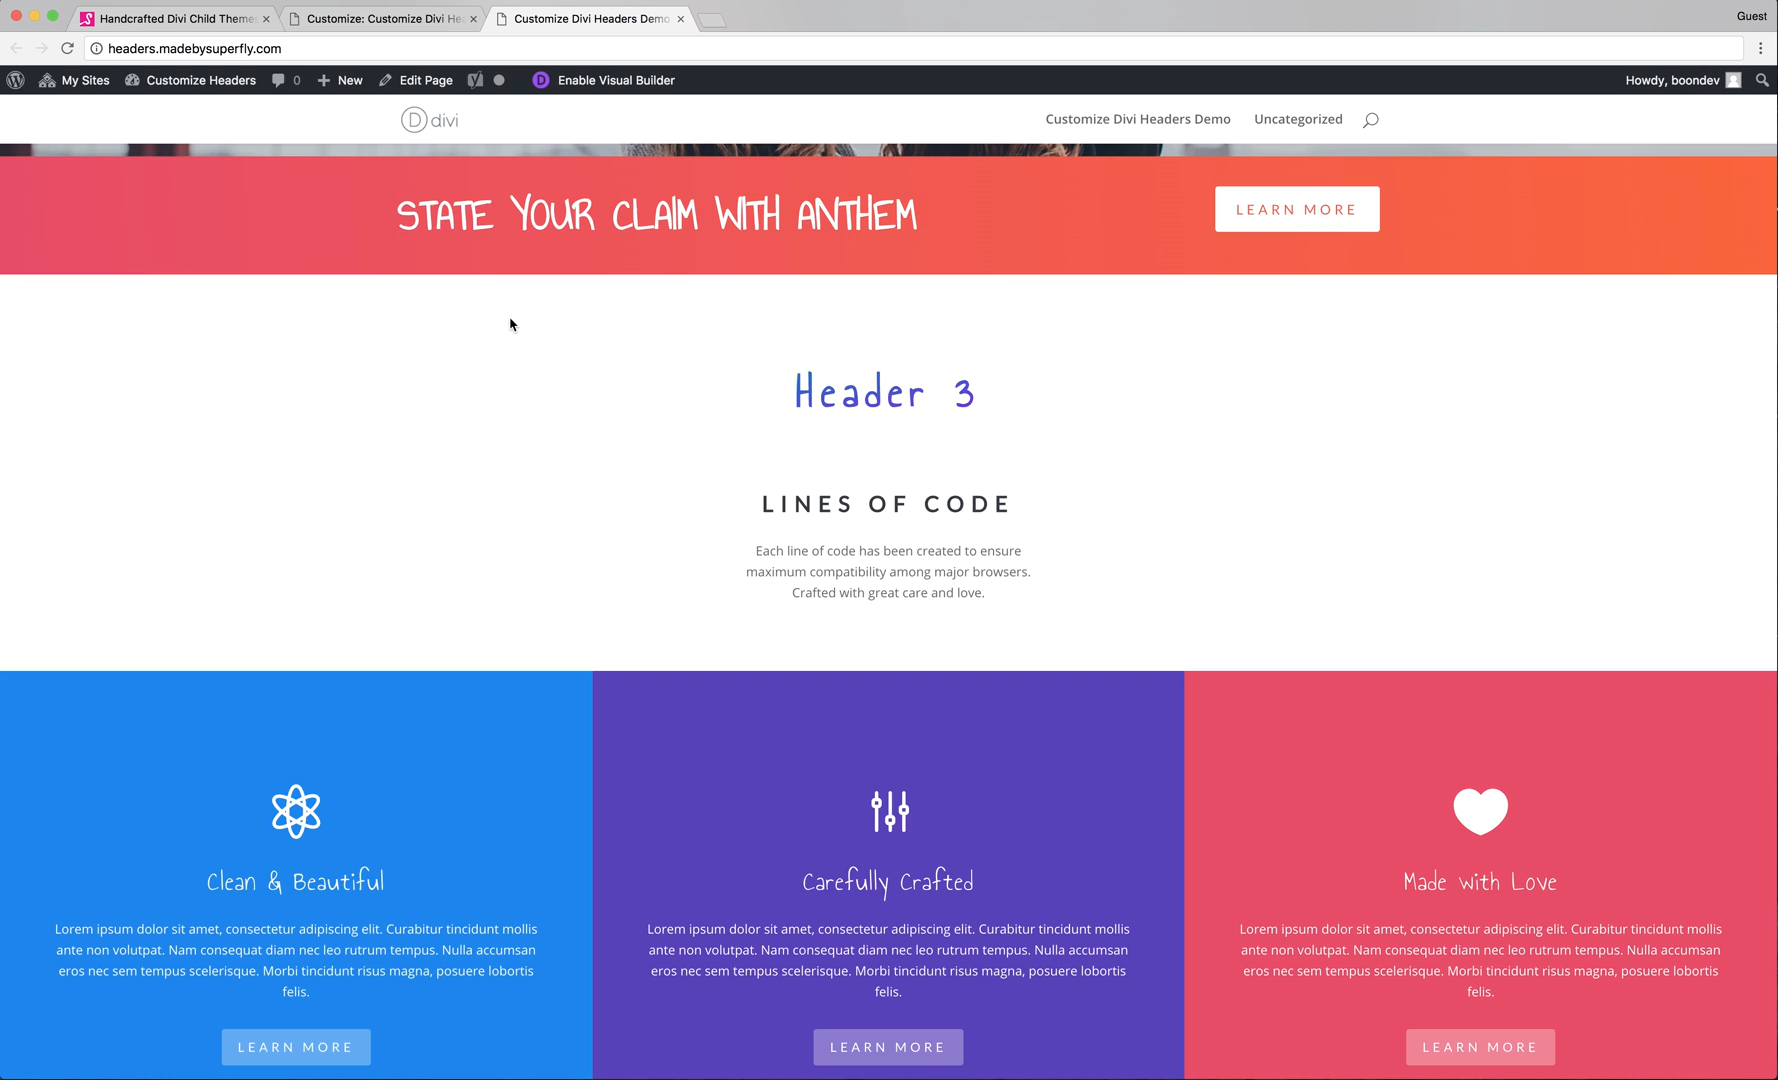 Handcrafted Divi Child Themes
Customize: Customize Divi He
Customize Divi Headers Demo
Guest
headers.madebysuperfly.com
My Sites
Customize Headers
0
New
Edit Page
Enable Visual Builder
Howdy, boondev
D divi
Customize Divi Headers Demo
Uncategorized
STATE YOUR CLAIM WITH ANTHEM
LEARN MORE
Header 3
LINES OF CODE
Each line of code has been created to ensure
maximum compatibility among major browsers.
Crafted with great care and love.
Clean & Beautiful
Lorem ipsum dolor sit amet, consectetur adipiscing elit. Curabitur tincidunt mollis
ante non volutpat. Nam consequat diam nec leo rutrum tempus. Nulla accumsan
eros nec sem tempus scelerisque. Morbi tincidunt risus magna, posuere lobortis
felis.
LEARN MORE
Carefully Crafted
Lorem ipsum dolor sit amet, consectetur adipiscing elit. Curabitur tincidunt mollis
ante non volutpat. Nam consequat diam nec leo rutrum tempus. Nulla accumsan
eros nec sem tempus scelerisque. Morbi tincidunt risus magna, posuere lobortis
felis.
LEARN MORE
Made with Love
Lorem ipsum dolor sit amet, consectetur adipiscing elit. Curabitur tincidunt mollis
ante non volutpat. Nam consequat diam nec leo rutrum tempus. Nulla accumsan
eros nec sem tempus scelerisque. Morbi tincidunt risus magna, posuere lobortis
felis.
LEARN MORE